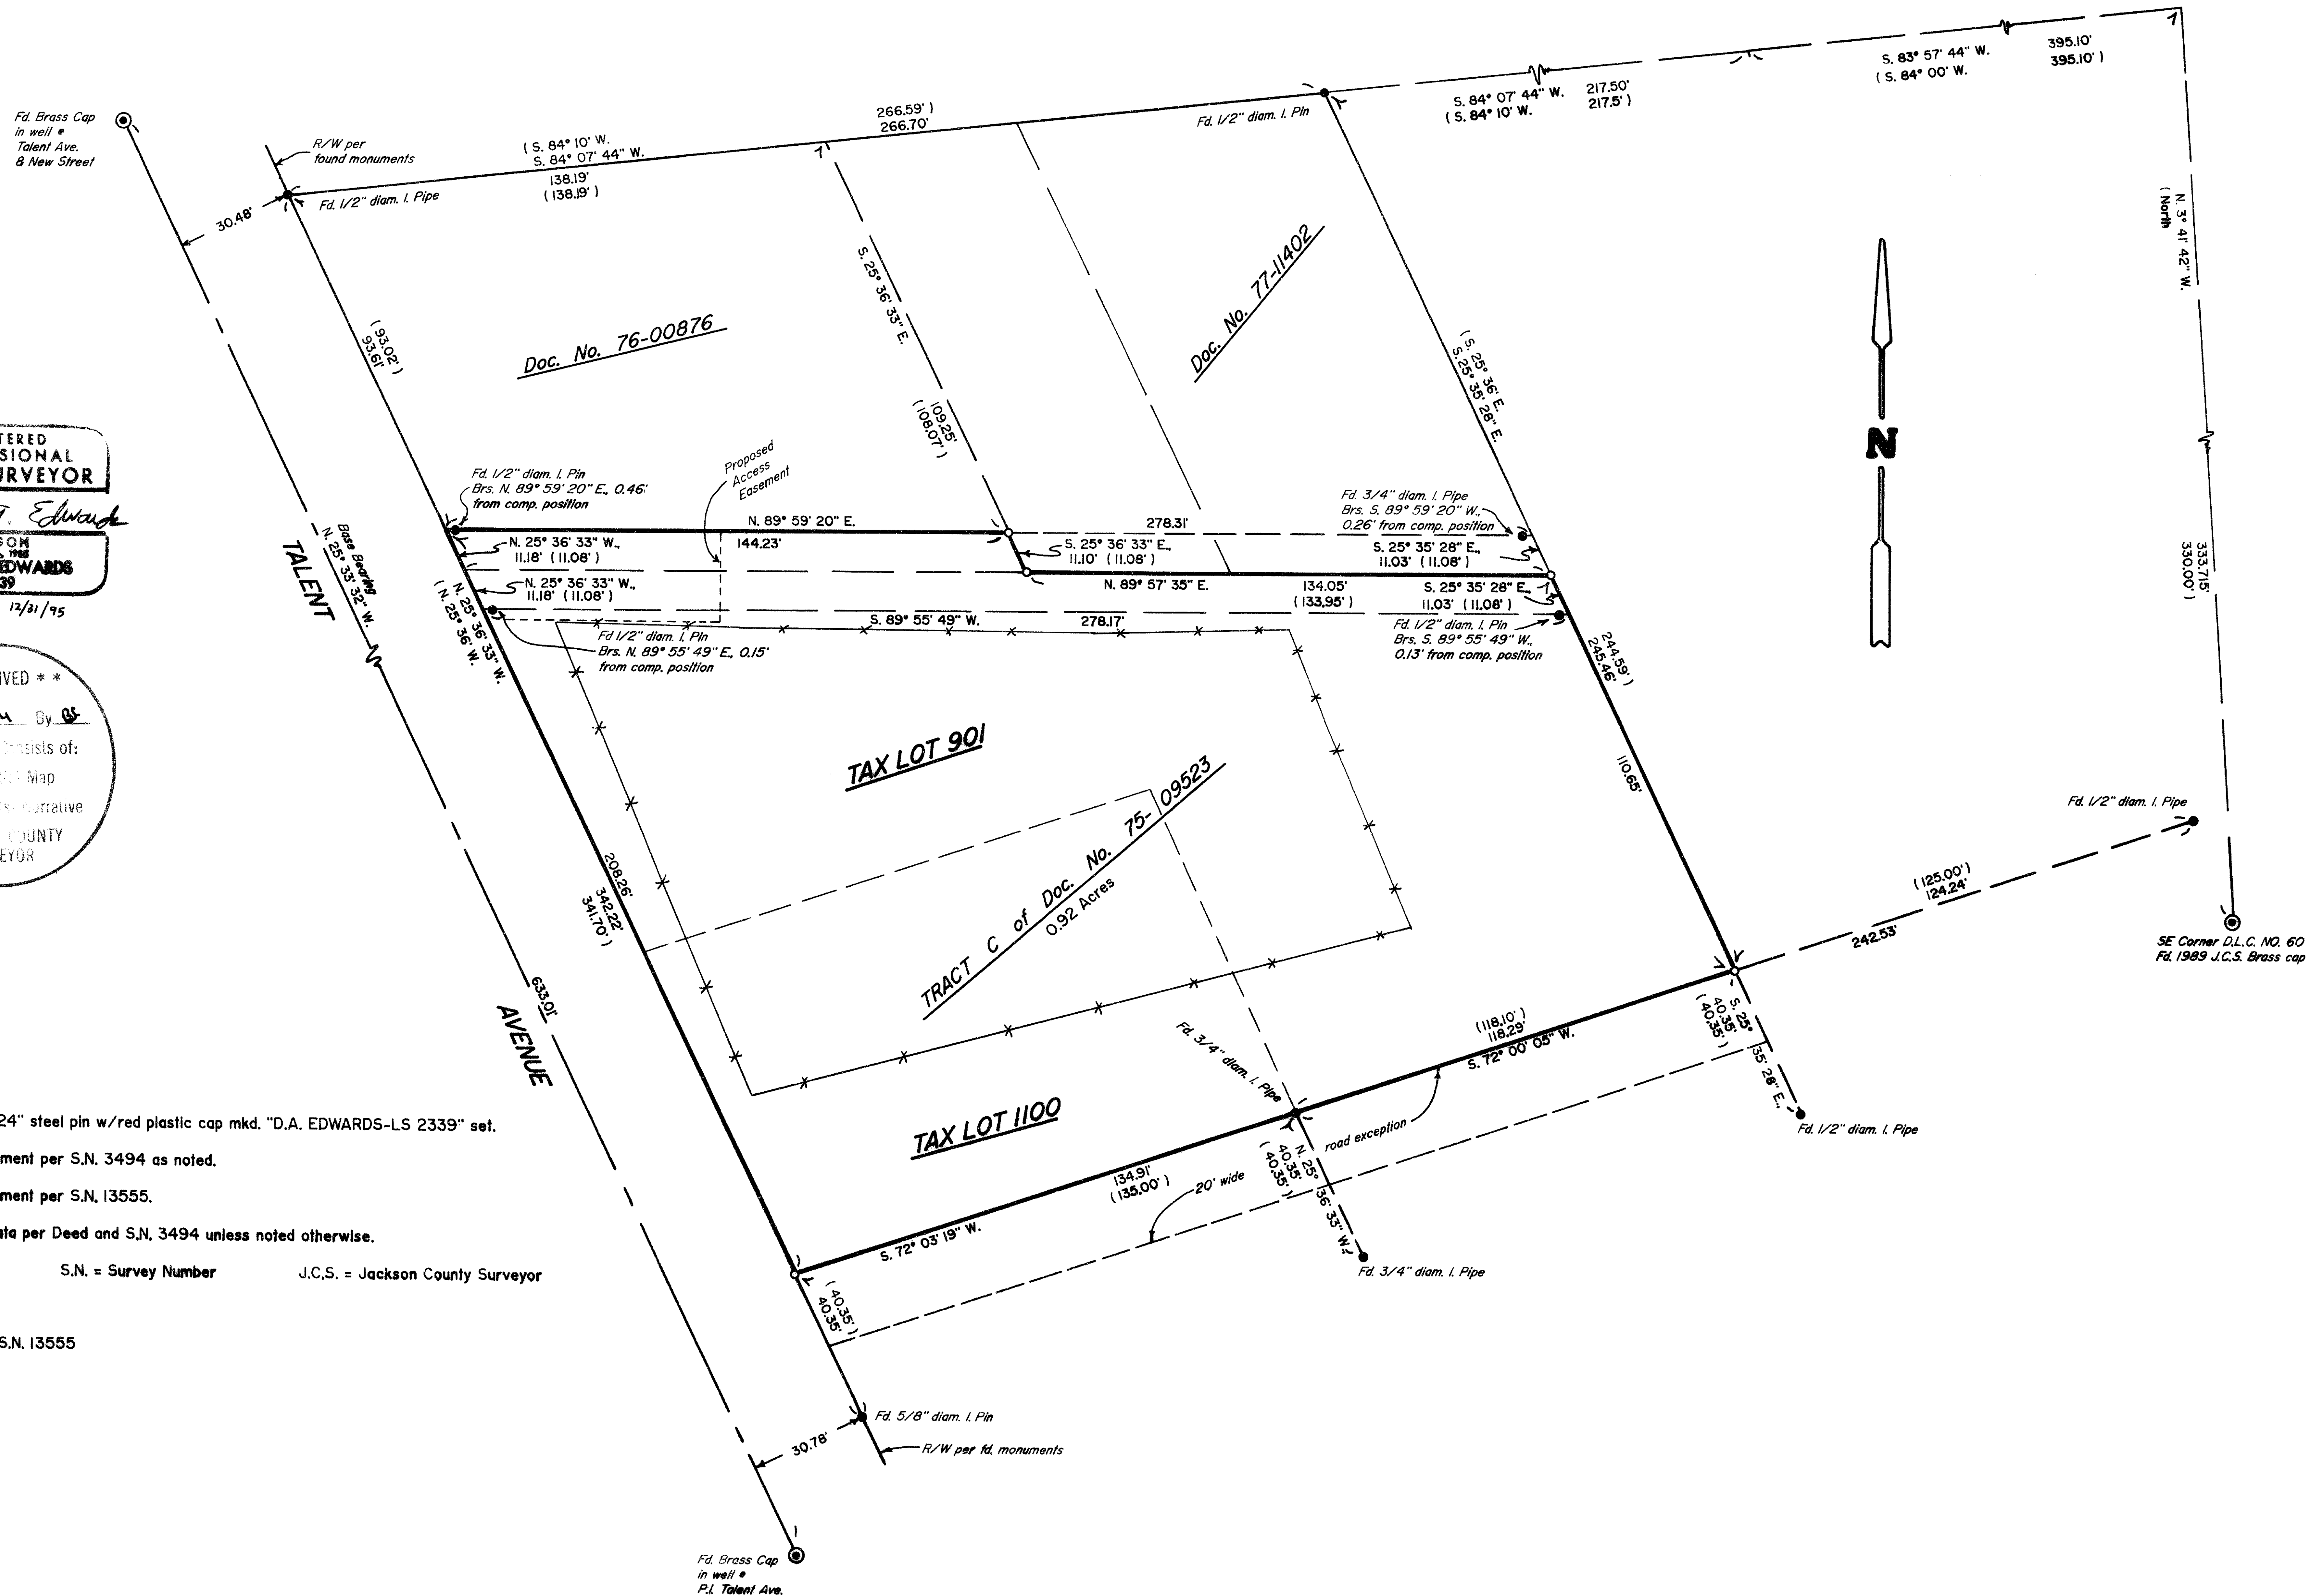 395.10'
S. 83° 57' 44" W. 395.10' )
( S. 84° 00' W.
S. 84° 07' 44" W. 217.50'
( S. 84° 10' W. 217.5' )
266.59' )
266.70'
Fd. 1/2" diam. I. Pin
Fd. Brass Cap
in well •
Talent Ave.
& New Street
R/W per
found monuments
( S. 84° 10' W.
S. 84° 07' 44" W.
138.19'
( 138.19' )
Fd. 1/2" diam. I. Pipe
30.48'
N. 3° 41' 42" W.
( North
333.715'
330.00' )
S. 25° 36' 33" E.
109.25'
( 108.07' )
Doc. No. 77-11402
Doc. No. 76-00876
( 93.02' )
93.61'
( S. 25° 36' E.
S. 25° 35' 28" E.
N
TERED
SIONAL
RVEYOR
T. Edwards
GON
1988
EDWARDS
39
12/31/95
Fd. 1/2" diam. I. Pin
Brs. N. 89° 59' 20" E., 0.46'
from comp. position
Proposed
Access
Easement
Fd. 3/4" diam. I. Pipe
Brs. S. 89° 59' 20" W.,
0.26' from comp. position
N. 89° 59' 20" E.
278.31'
144.23'
N. 25° 36' 33" W.,
11.18' ( 11.08' )
S. 25° 36' 33" E.,
11.10' ( 11.08' )
S. 25° 35' 28" E.,
11.03' ( 11.08' )
N. 25° 36' 33" W.,
11.18' ( 11.08' )
N. 89° 57' 35" E.
134.05'
( 133.95' )
S. 25° 35' 28" E.,
11.03' ( 11.08' )
S. 89° 55' 49" W.
278.17'
Fd 1/2" diam. I. Pin
Brs. N. 89° 55' 49" E., 0.15'
from comp. position
Fd. 1/2" diam. I. Pin
Brs. S. 89° 55' 49" W.,
0.13' from comp. position
TALENT
Base Bearing
N. 25° 33' 32" W.
N. 25° 36' 33" W.
( N. 25° 36' W.
244.59' )
245.46'
IVED * *
By
nsists of:
Map
arrative
COUNTY
EYOR
TAX LOT 901
TRACT C of Doc. No. 75-09523
0.92 Acres
110.65'
208.26'
342.22'
341.70' )
633.01'
AVENUE
Fd. 1/2" diam. I. Pipe
( 125.00' )
124.24'
242.53'
SE Corner D.L.C. NO. 60
Fd. 1989 J.C.S. Brass cap
( 118.10' )
118.29'
S. 72° 00' 05" W.
S. 25° 35' 28" E.,
40.35'
( 40.35' )
Fd. 1/2" diam. I. Pipe
Fd. 3/4" diam. I. Pipe
road exception
TAX LOT 1100
134.91'
( 135.00' )
S. 72° 03' 19" W.
20' wide
N. 25° 36' 33" W.,
40.35'
( 40.35' )
Fd. 3/4" diam. I. Pipe
24" steel pin w/red plastic cap mkd. "D.A. EDWARDS-LS 2339" set.
ment per S.N. 3494 as noted.
ment per S.N. 13555.
ata per Deed and S.N. 3494 unless noted otherwise.
S.N. = Survey Number J.C.S. = Jackson County Surveyor
S.N. 13555
( 40.35' )
40.35'
Fd. 5/8" diam. I. Pin
30.78'
R/W per fd. monuments
Fd. Brass Cap
in well •
P.I. Talent Ave.